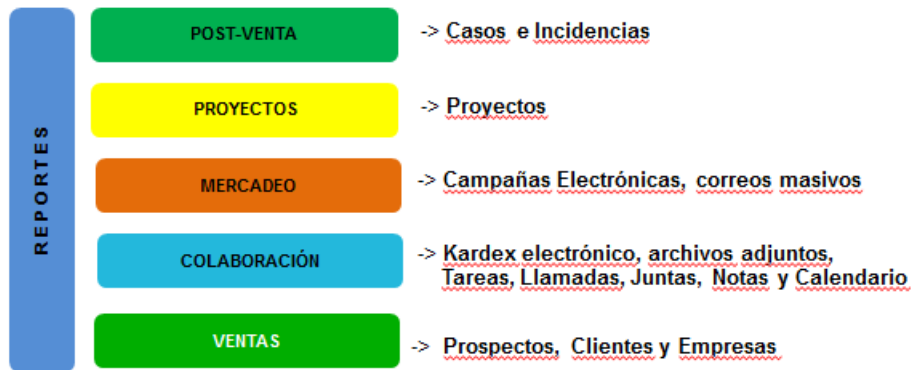 REPORTES
POST-VENTA -> Casos e Incidencias
PROYECTOS -> Proyectos
MERCADEO -> Campañas Electrónicas, correos masivos
COLABORACIÓN -> Kardex electrónico, archivos adjuntos,
Tareas, Llamadas, Juntas, Notas y Calendario
VENTAS -> Prospectos, Clientes y Empresas